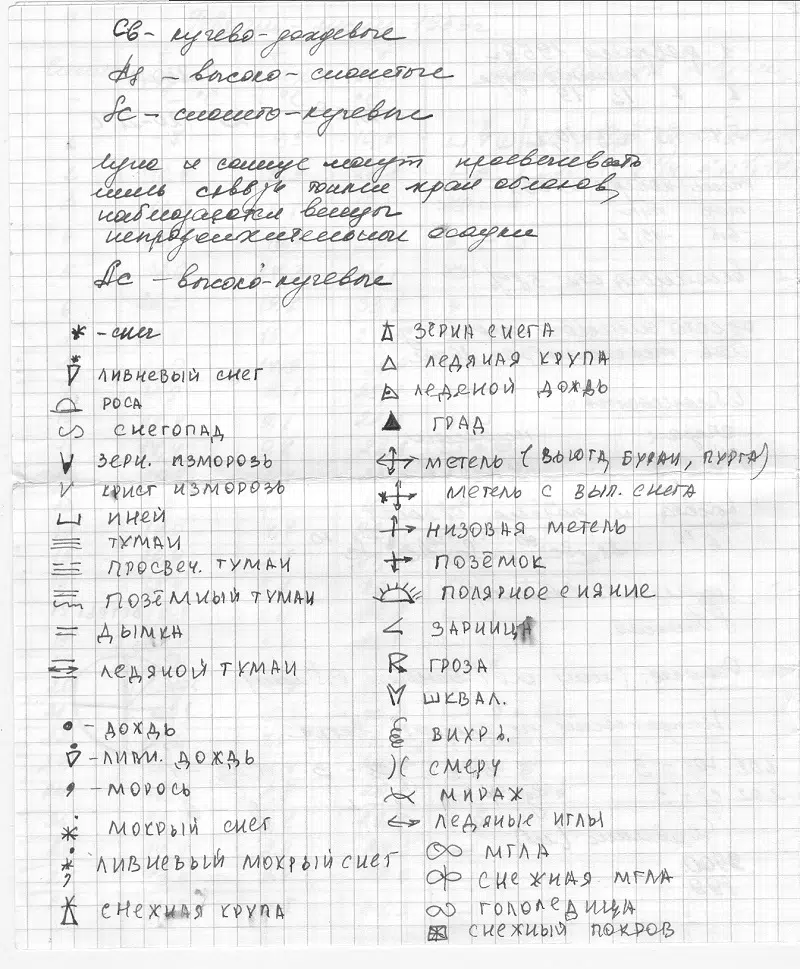 Cb - кучево-дождевые
As - высоко-слоистые
Sc - слоисто-кучевые
Луна и солнце могут просвечивать
лишь сквозь тонкие края облаков,
наблюдаются венцы
непродолжительные осадки
Ac - высоко-кучевые
* - снег
ливневый снег
роса
снегопад
зерн. изморозь
крист изморозь
иней
туман
просвеч. туман
позёмный туман
дымка
ледяной туман
- дождь
- ливн. дождь
- морось
мокрый снег
ливневый мокрый снег
снежная крупа
зёрна снега
ледяная крупа
ледяной дождь
град
метель (вьюга, буран, пурга)
метель с вып. снега
низовая метель
позёмок
полярное сияние
зарница
гроза
шквал.
вихрь.
смерч
мираж
ледяные иглы
мгла
снежная мгла
гололедица
снежный покров